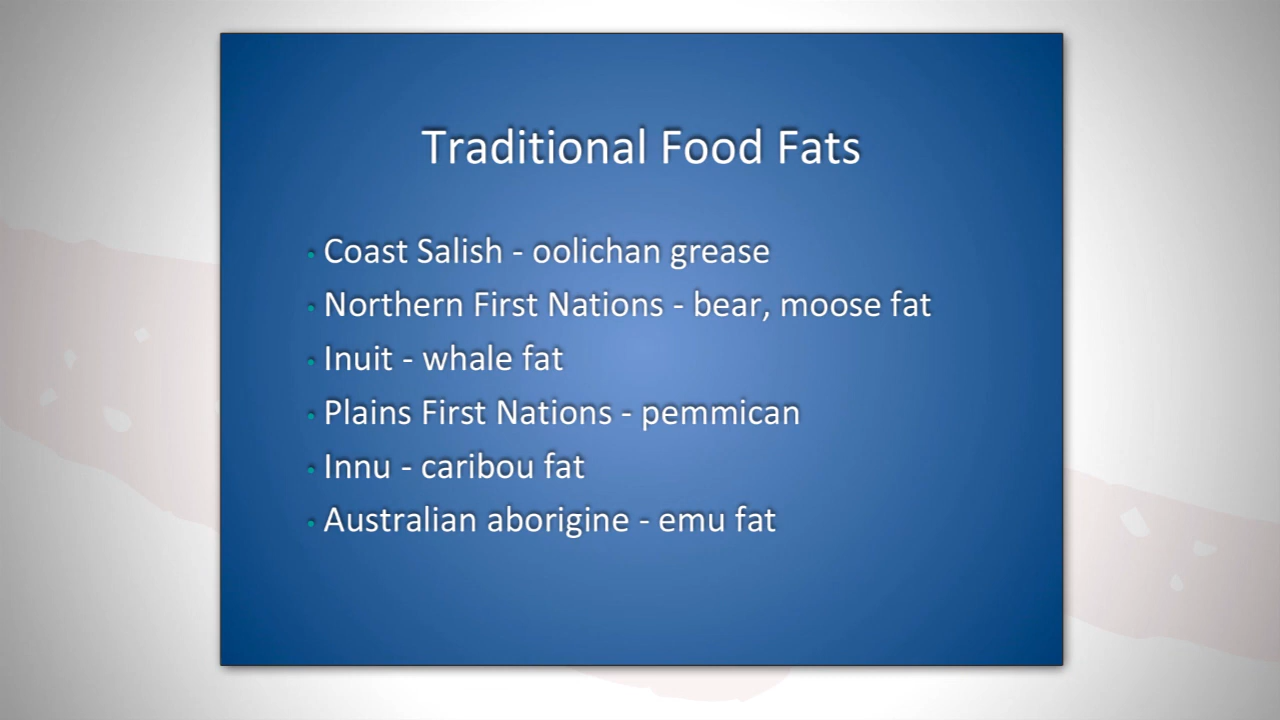 Traditional Food Fats
• Coast Salish - oolichan grease
• Northern First Nations - bear, moose fat
• Inuit - whale fat
• Plains First Nations - pemmican
• Innu - caribou fat
• Australian aborigine - emu fat